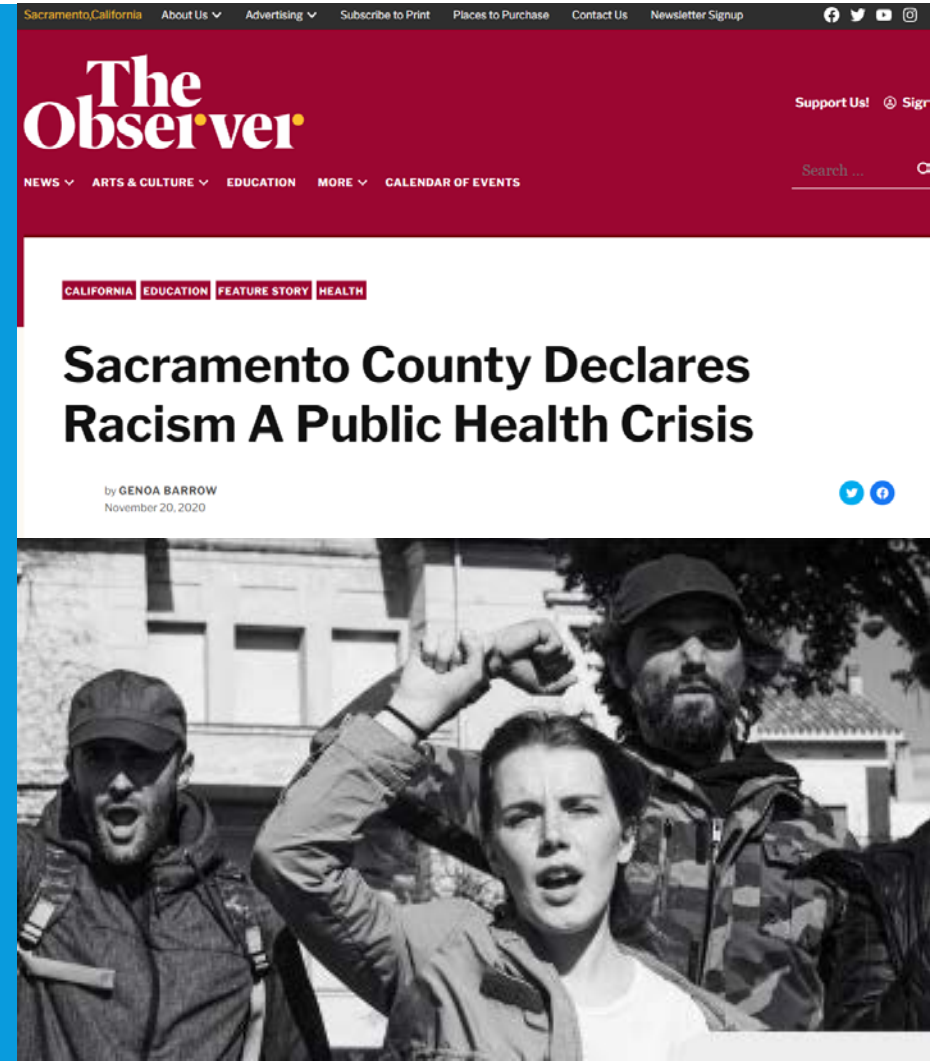 Sacramento,California About Us Advertising Subscribe to Print Places to Purchase Contact Us Newsletter Signup
The
Observer
Support Us! Sign
NEWS ARTS & CULTURE EDUCATION MORE CALENDAR OF EVENTS
Search ...
CALIFORNIA EDUCATION FEATURE STORY HEALTH
Sacramento County Declares
Racism A Public Health Crisis
by GENOA BARROW
November 20, 2020